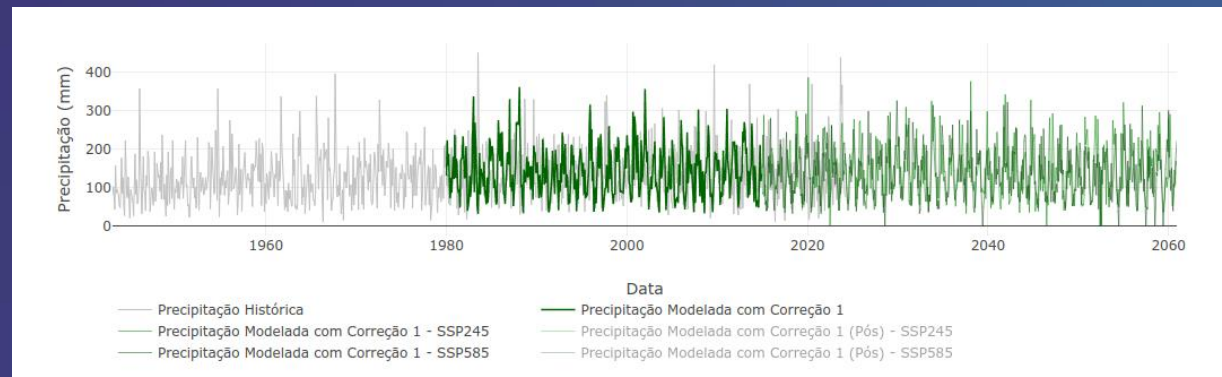 Precipitação (mm)
400
300
200
100
0
1960 1980 2000 2020 2040 2060
Data
Precipitação Histórica
Precipitação Modelada com Correção 1
Precipitação Modelada com Correção 1 - SSP245
Precipitação Modelada com Correção 1 (Pós) - SSP245
Precipitação Modelada com Correção 1 - SSP585
Precipitação Modelada com Correção 1 (Pós) - SSP585